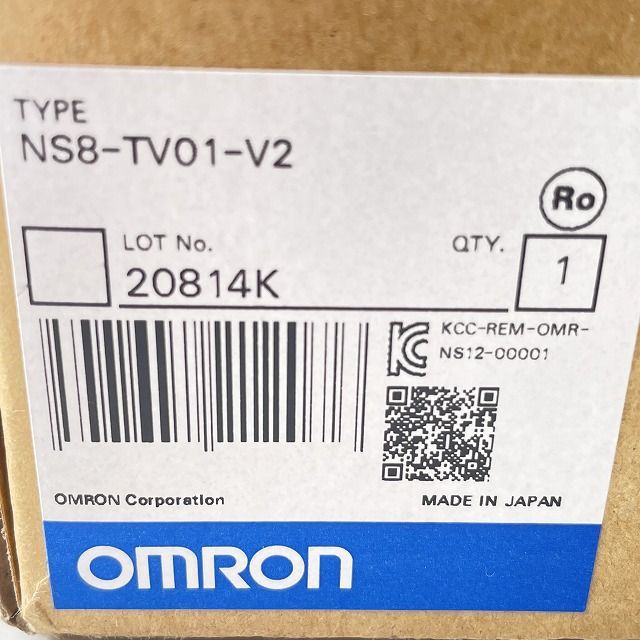 TYPE
NS8-TV01-V2
Ro
LOT No.
QTY.
20814K
1
KCC-REM-OMR-
NS12-00001
OMRON Corporation
MADE IN JAPAN
OMRON